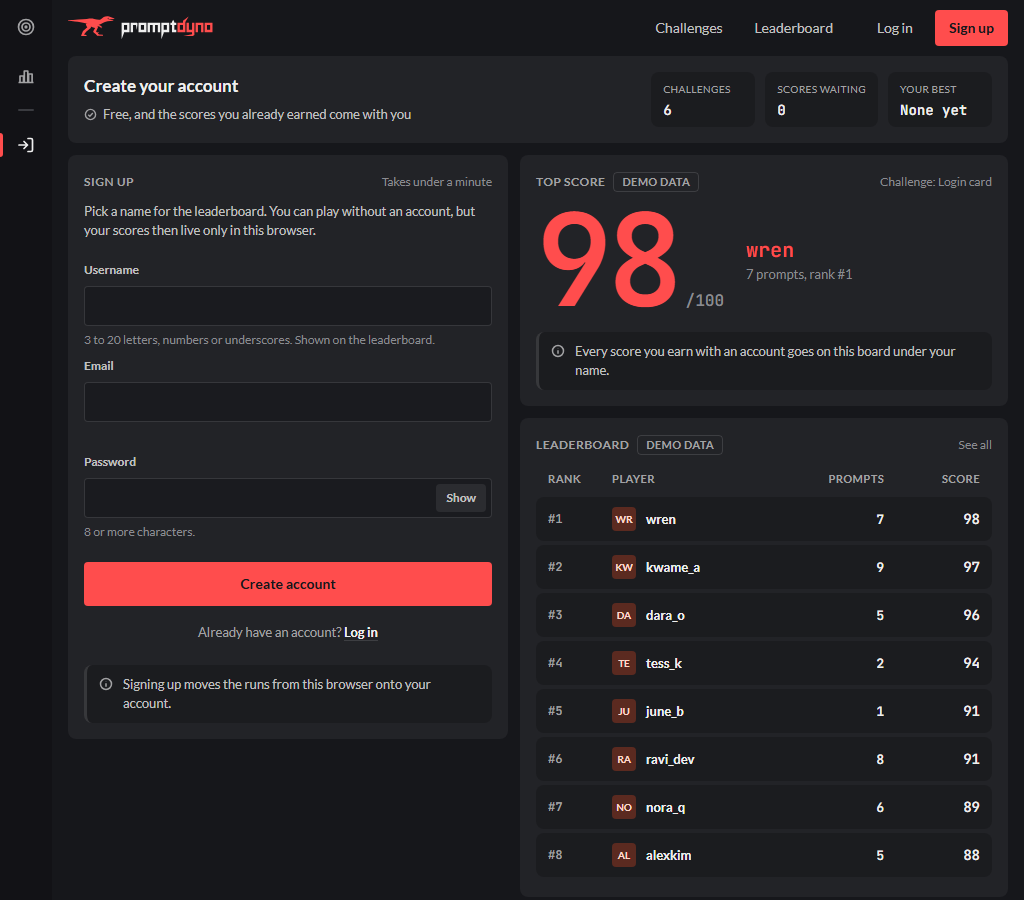 promptdyno
Challenges
Leaderboard
Log in
Sign up
Create your account
Free, and the scores you already earned come with you
CHALLENGES
6
SCORES WAITING
0
YOUR BEST
None yet
SIGN UP
Takes under a minute
Pick a name for the leaderboard. You can play without an account, but
your scores then live only in this browser.
Username
3 to 20 letters, numbers or underscores. Shown on the leaderboard.
Email
Password
Show
8 or more characters.
Create account
Already have an account? Log in
Signing up moves the runs from this browser onto your
account.
TOP SCORE
DEMO DATA
Challenge: Login card
98
/100
wren
7 prompts, rank #1
Every score you earn with an account goes on this board under your
name.
LEADERBOARD
DEMO DATA
See all
RANK PLAYER PROMPTS SCORE
#1 WR wren 7 98
#2 KW kwame_a 9 97
#3 DA dara_o 5 96
#4 TE tess_k 2 94
#5 JU june_b 1 91
#6 RA ravi_dev 8 91
#7 NO nora_q 6 89
#8 AL alexkim 5 88